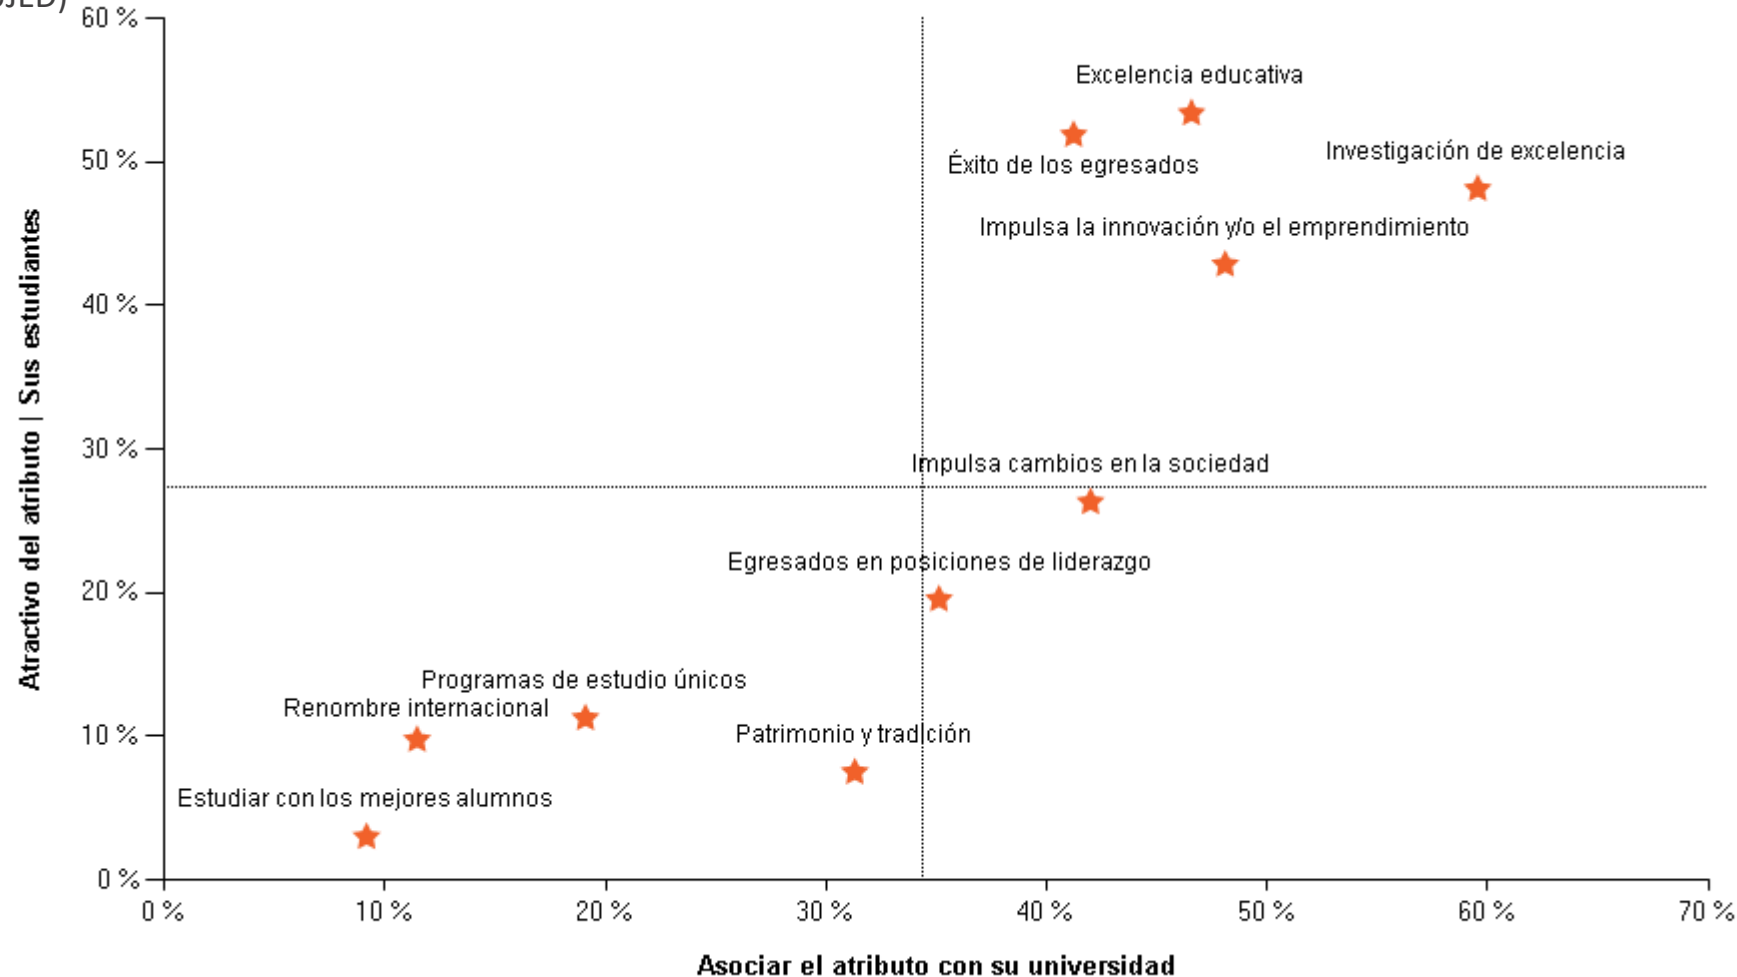 60 %
Excelencia educativa
Éxito de los egresados
50 %
Investigación de excelencia
Impulsa la innovación y/o el emprendimiento
40 %
30 %
Impulsa cambios en la sociedad
Egresados en posiciones de liderazgo
20 %
Programas de estudio únicos
Renombre internacional
10 %
Patrimonio y tradición
Estudiar con los mejores alumnos
0 %
0 % 10 % 20 % 30 % 40 % 50 % 60 % 70 %
Asociar el atributo con su universidad
Atractivo del atributo | Sus estudiantes